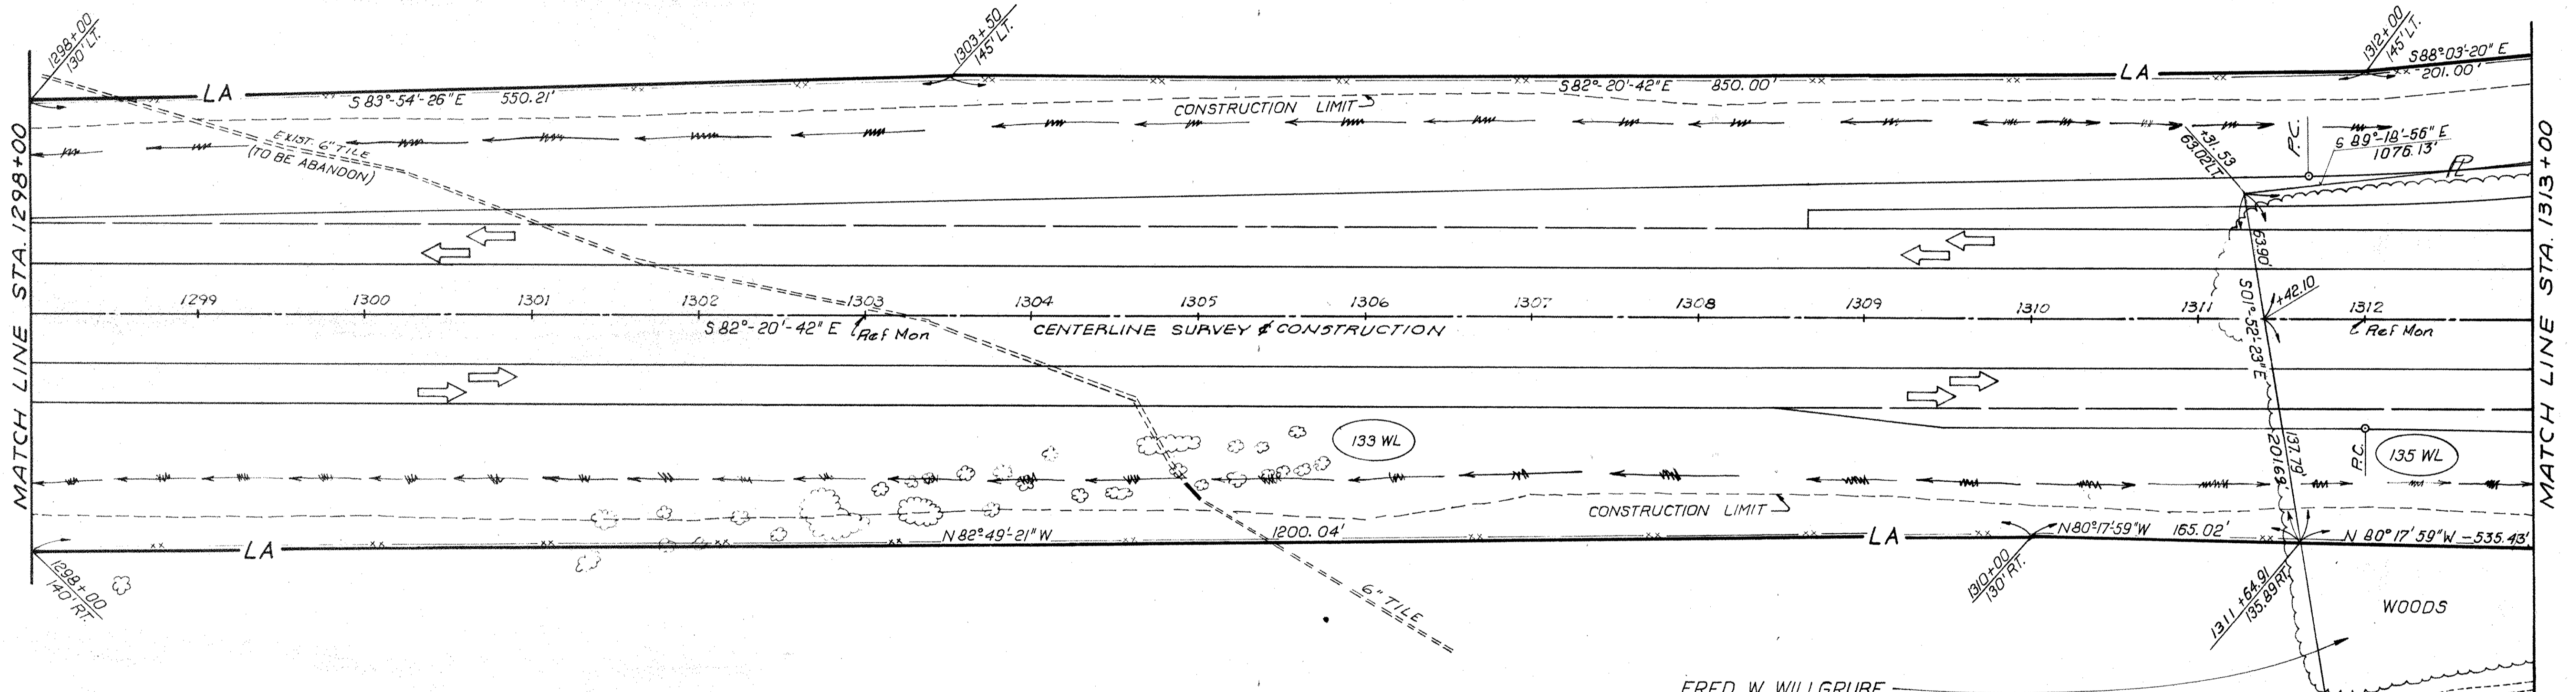 1298+00
130' LT.
1303+50
145' LT.
1312+00
145' LT.
S88°-03'-20" E
201.00'
LA
LA
S 83°-54'-26" E 550.21'
S82°-20'-42" E 850.00'
CONSTRUCTION LIMIT
EXIST. 6" TILE
(TO BE ABANDON)
+31.53
63.02' LT.
P.C.
S 89°-18'-56" E
1076.13'
PL
MATCH LINE STA. 1298+00
MATCH LINE STA. 1313+00
63.90'
1299 1300 1301 1302 1303 1304 1305 1306 1307 1308 1309 1310 1311 1312
+42.10
S 82°-20'-42" E
Ref Mon
CENTERLINE SURVEY & CONSTRUCTION
Ref Mon
S01°-52'-23" E
201.69'
137.79'
133 WL
P.C.
135 WL
CONSTRUCTION LIMIT
LA
N 82°-49'-21" W
1200.04'
LA
N80°-17'-59" W 165.02'
N 80° 17' 59" W -535.43'
1298+00
140' RT.
6" TILE
1310+00
130' RT.
1311 +64.91
135.89 RT.
WOODS
FRED W. WILLGRUBE